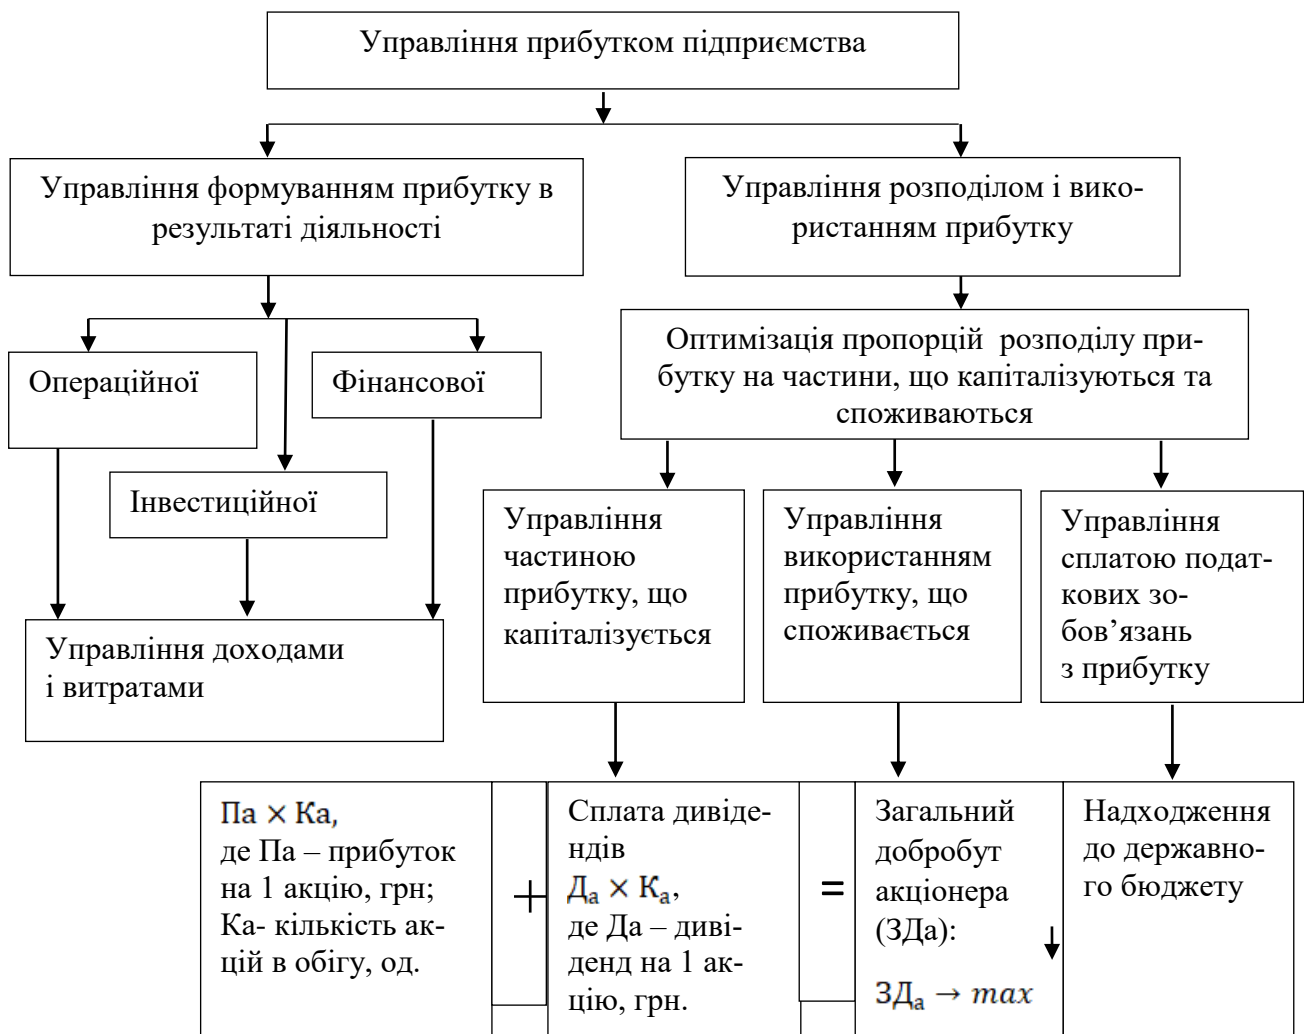 Управління прибутком підприємства
Управління формуванням прибутку в
результаті діяльності
Управління розподілом і вико-
ристанням прибутку
Операційної
Фінансової
Інвестиційної
Управління доходами
і витратами
Оптимізація пропорцій розподілу при-
бутку на частини, що капіталізуються та
споживаються
Управління
частиною
прибутку, що
капіталізується
Управління
використанням
прибутку, що
споживається
Управління
сплатою подат-
кових зо-
бов’язань
з прибутку
Па × Ка,
де Па – прибуток
на 1 акцію, грн;
Ка- кількість ак-
цій в обігу, од.
+
Сплата дивіде-
ндів
Да × Ка,
де Да – диві-
денд на 1 ак-
цію, грн.
=
Загальний
добробут
акціонера
(ЗДа):
ЗДа → max
Надходження
до державно-
го бюджету